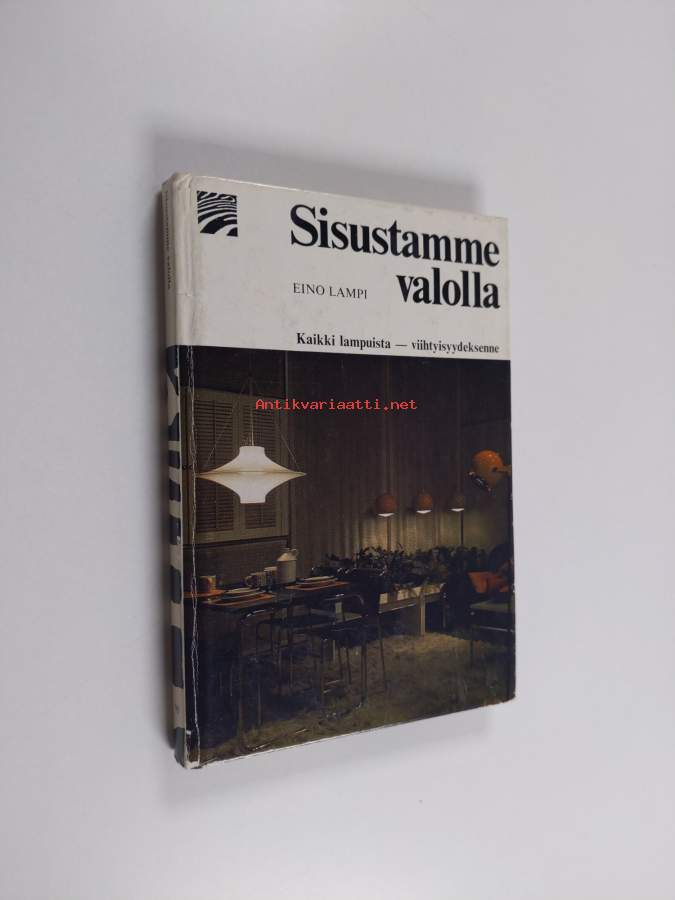 Sisustamme
valolla
EINO LAMPI
Kaikki lampuista — viihtyisyydeksenne
Antikvariaatti.net